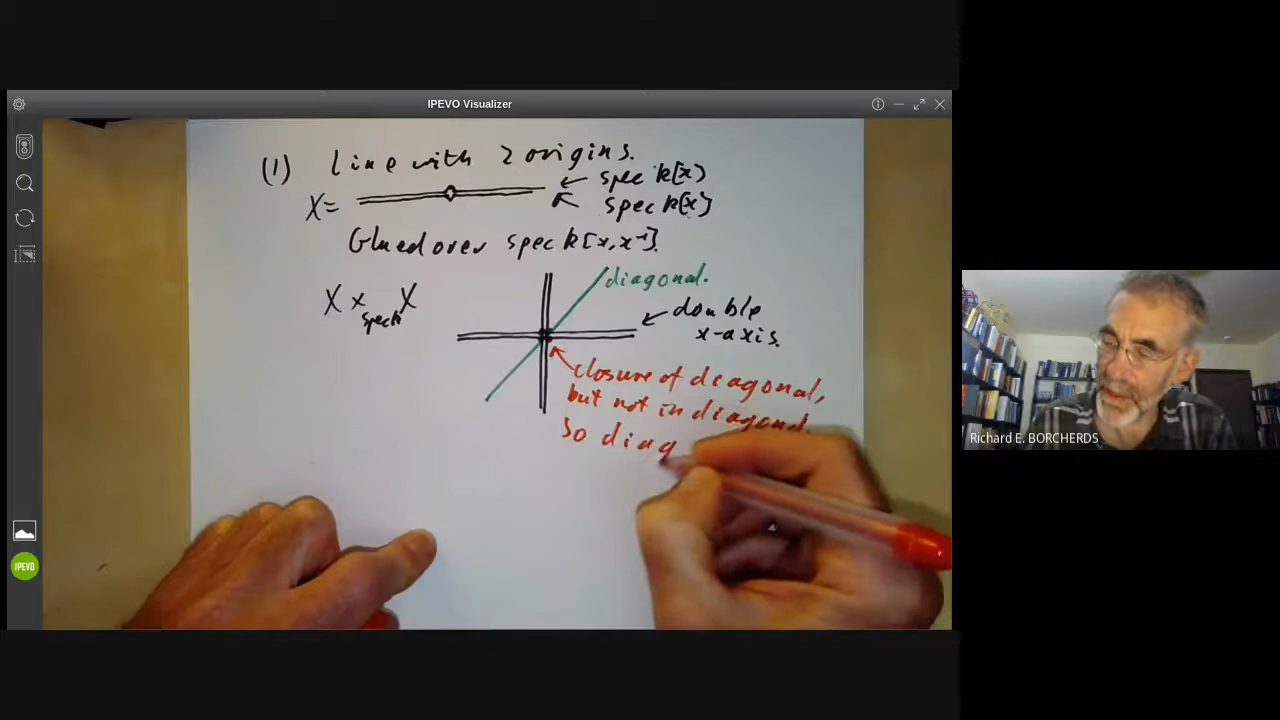 IPEVO Visualizer
(1) Line with 2 origins.
X= ← spec k[x]
spec k[x]
Glued over spec k[x, x⁻¹].
X ×spec k X
diagonal.
double
x-axis.
closure of diagonal,
but not in diagonal.
So diag
Richard E. BORCHERDS
IPEVO